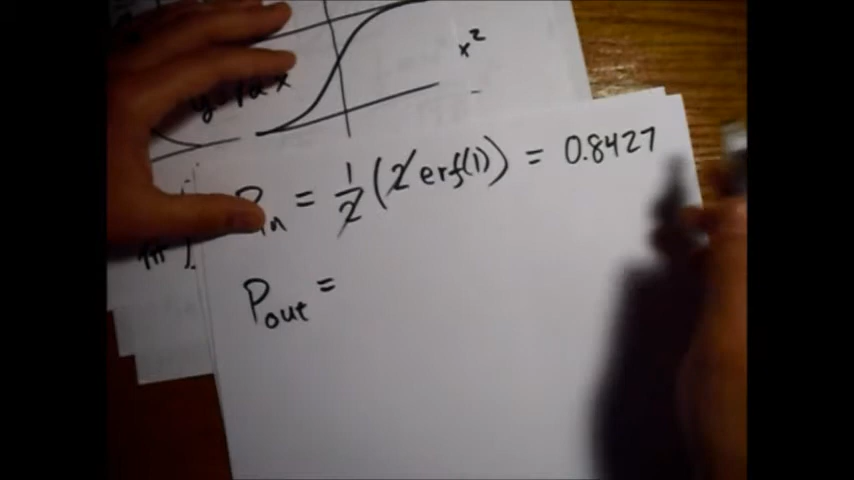 x²
P_in = 1/2 (2 erf(1)) = 0.8427
P_out =